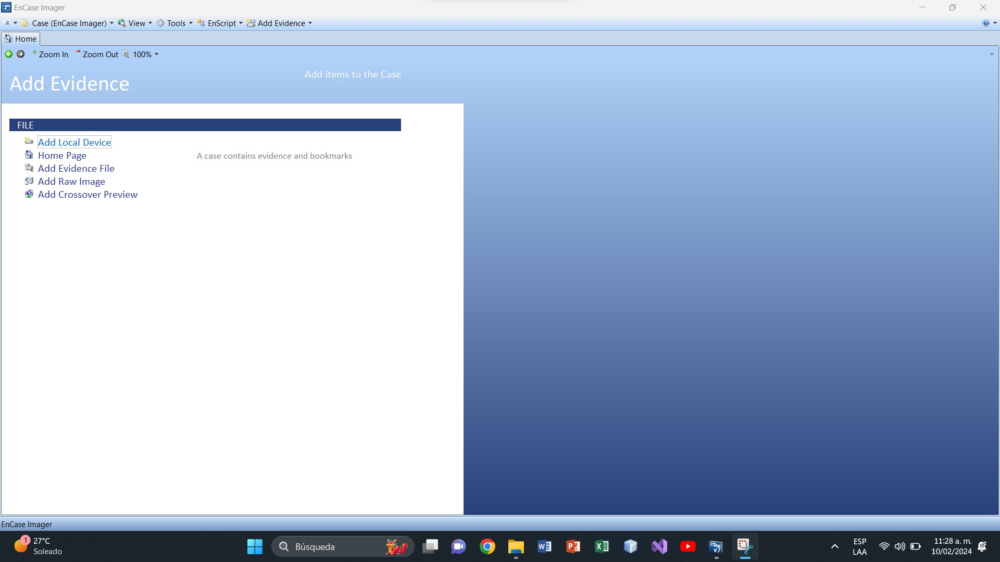 EnCase Imager
Case (EnCase Imager) View Tools EnScript Add Evidence
Home
Zoom In Zoom Out 100%
Add items to the Case
Add Evidence
FILE
Add Local Device
Home Page A case contains evidence and bookmarks
Add Evidence File
Add Raw Image
Add Crossover Preview
EnCase Imager
1 27°C
Soleado
Búsqueda
v7
ESP
LAA
11:28 a. m.
10/02/2024